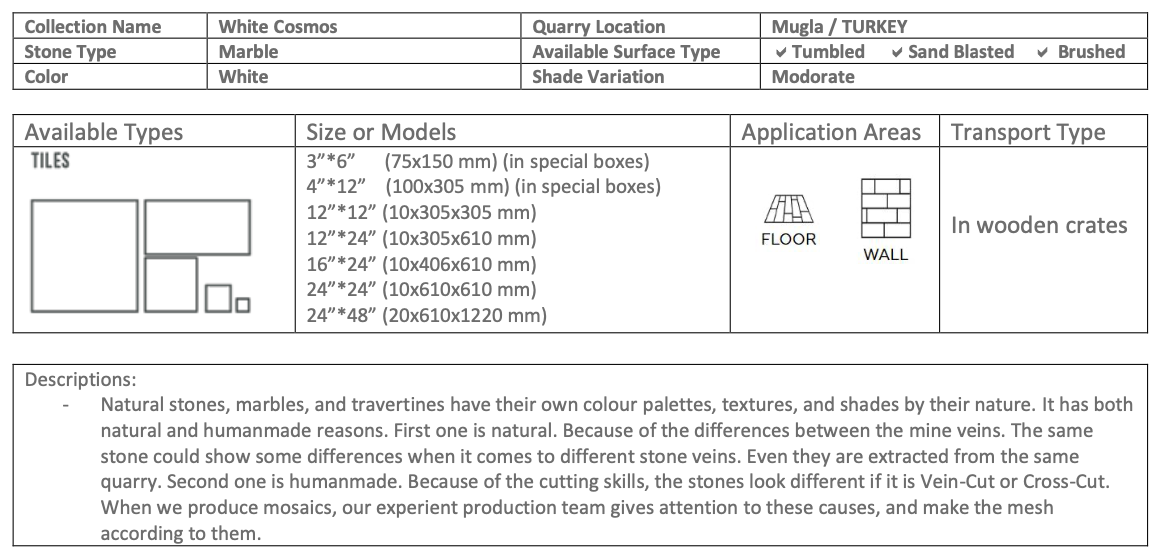 Collection Name White Cosmos Quarry Location Mugla / TURKEY
Stone Type Marble Available Surface Type ✓ Tumbled ✓ Sand Blasted ✓ Brushed
Color White Shade Variation Modorate
Available Types Size or Models Application Areas Transport Type
TILES
3”*6” (75x150 mm) (in special boxes)
4”*12” (100x305 mm) (in special boxes)
12”*12” (10x305x305 mm)
12”*24” (10x305x610 mm)
16”*24” (10x406x610 mm)
24”*24” (10x610x610 mm)
24”*48” (20x610x1220 mm)
FLOOR
WALL
In wooden crates
Descriptions:
- Natural stones, marbles, and travertines have their own colour palettes, textures, and shades by their nature. It has both
natural and humanmade reasons. First one is natural. Because of the differences between the mine veins. The same
stone could show some differences when it comes to different stone veins. Even they are extracted from the same
quarry. Second one is humanmade. Because of the cutting skills, the stones look different if it is Vein-Cut or Cross-Cut.
When we produce mosaics, our experient production team gives attention to these causes, and make the mesh
according to them.